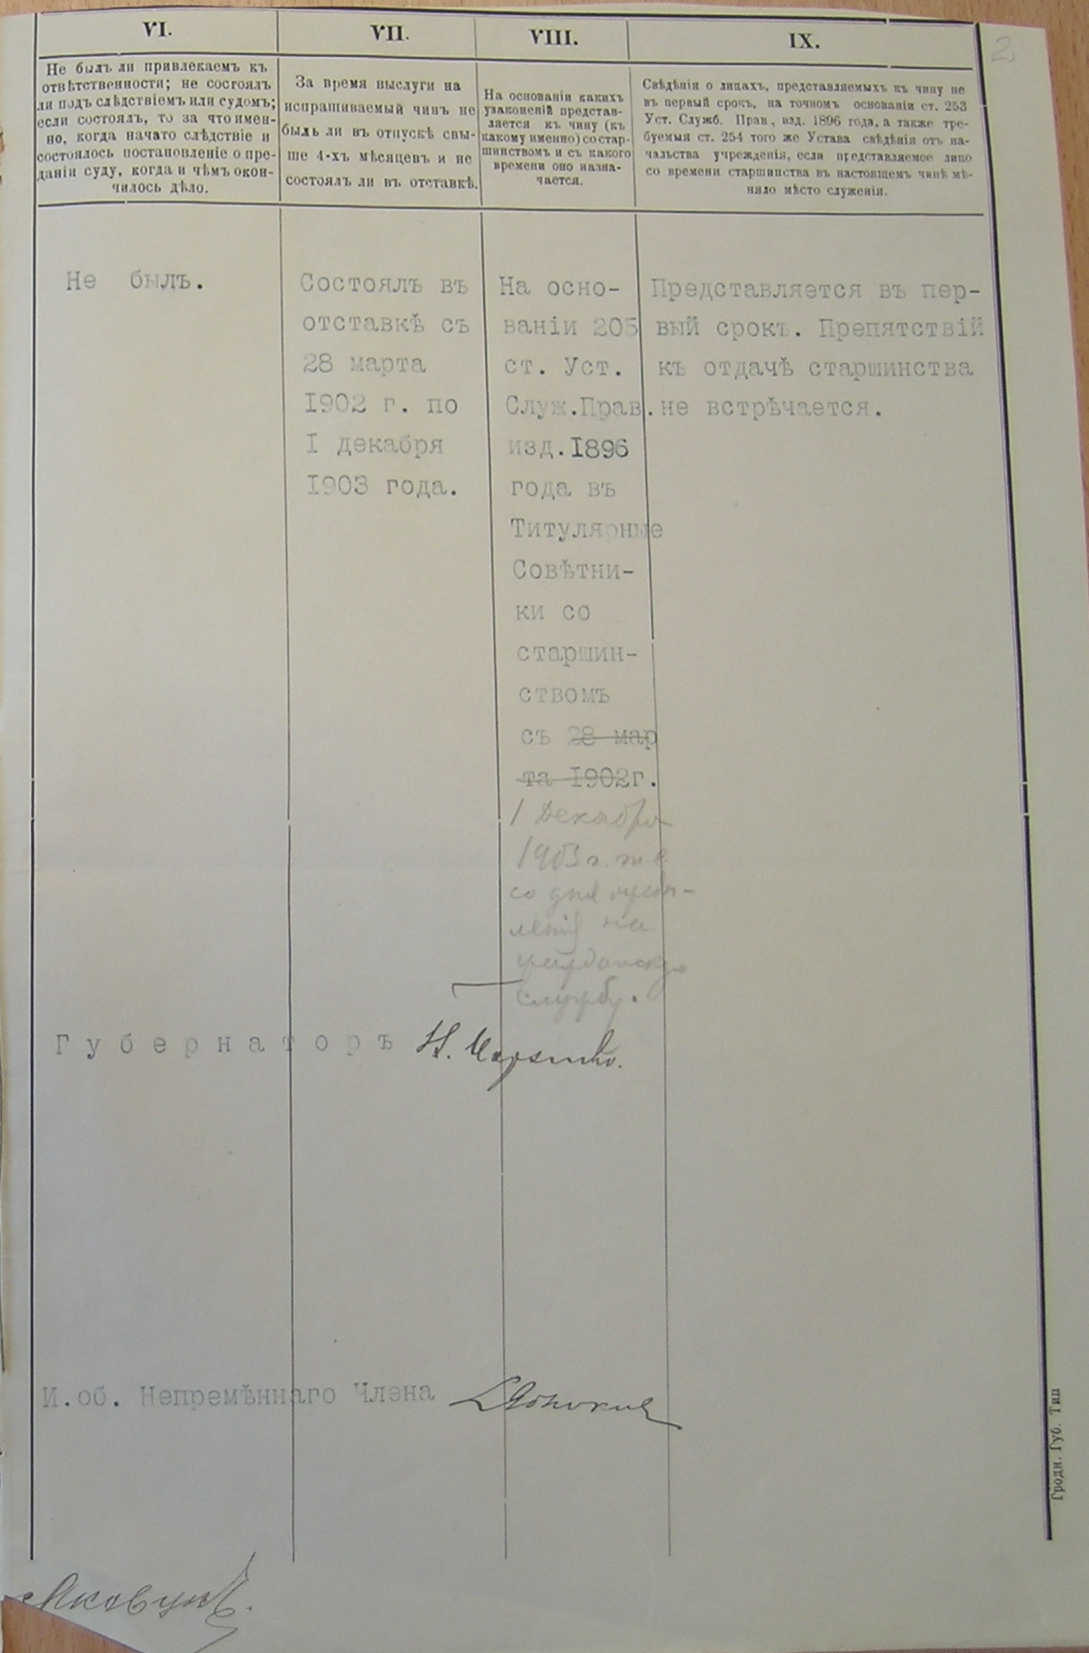 2
VI.
Не былъ ли привлекаемъ къ
отвѣтственности; не состоялъ
ли подъ слѣдствіемъ или судомъ;
если состоялъ, то за что имен-
но, когда начато слѣдствіе и
состоялось постановленіе о пре-
даніи суду, когда и чѣмъ окон-
чилось дѣло.
Не былъ.
VII.
За время выслуги на
испрашиваемый чинъ не
былъ ли въ отпускѣ свы-
ше 4-хъ мѣсяцевъ и не
состоялъ ли въ отставкѣ.
Состоялъ въ
отставкѣ съ
28 марта
1902 г. по
I декабря
1903 года.
VIII.
На основаніи какихъ
узаконеній представ-
ляется къ чину (къ
какому именно) со стар-
шинствомъ и съ какого
времени оно назна-
чается.
На осно-
ваніи 205
ст. Уст.
Служ.Прав.
изд.1896
года въ
Титулярные
Совѣтни-
ки со
старшин-
ствомъ
съ 28 мар
та 1902г.
1 Декабря
1903 г. т.е.
со дня
на
гражданскую
службу.
IX.
Свѣдѣнія о лицахъ, представляемыхъ къ чину не
въ первый срокъ, на точномъ основаніи ст. 253
Уст. Служб. Прав., изд. 1896 года, а также тре-
буемыя ст. 254 того же Устава свѣдѣнія отъ на-
чальства учрежденія, если представляемое лицо
со времени старшинства въ настоящемъ чинѣ мѣ-
няло мѣсто служенія.
Представляется въ пер-
вый срокъ. Препятствій
къ отдачѣ старшинства
не встрѣчается.
Губернаторъ
И.об. Непремѣннаго Члена
Гродн. Губ. Тип